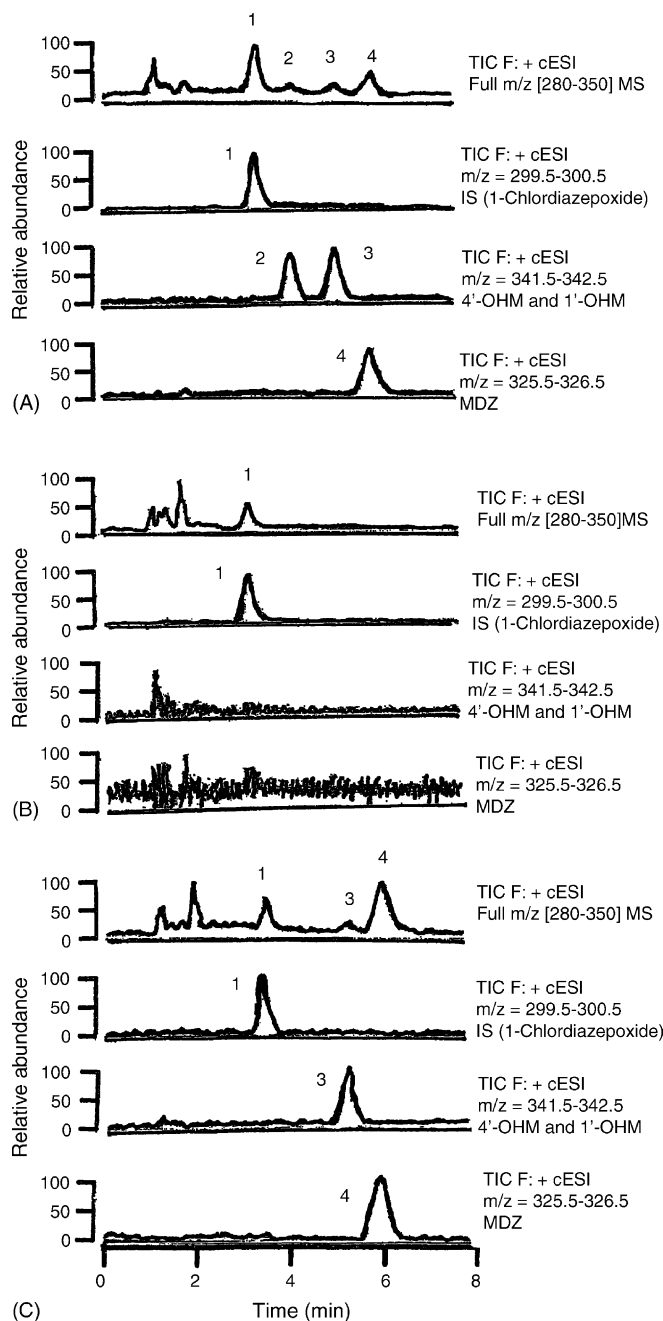 1
2
3
4
100
50
0
TIC F: + cESI
Full m/z [280-350] MS
1
100
50
0
TIC F: + cESI
m/z = 299.5-300.5
IS (1-Chlordiazepoxide)
2
3
100
50
0
TIC F: + cESI
m/z = 341.5-342.5
4'-OHM and 1'-OHM
4
100
50
0
TIC F: + cESI
m/z = 325.5-326.5
MDZ
Relative abundance
(A)
1
100
50
0
TIC F: + cESI
Full m/z [280-350]MS
1
100
50
0
TIC F: + cESI
m/z = 299.5-300.5
IS (1-Chlordiazepoxide)
100
50
0
TIC F: + cESI
m/z = 341.5-342.5
4'-OHM and 1'-OHM
100
50
0
TIC F: + cESI
m/z = 325.5-326.5
MDZ
Relative abundance
(B)
1
3
4
100
50
0
TIC F: + cESI
Full m/z [280-350] MS
1
100
50
0
TIC F: + cESI
m/z = 299.5-300.5
IS (1-Chlordiazepoxide)
3
100
50
0
TIC F: + cESI
m/z = 341.5-342.5
4'-OHM and 1'-OHM
4
100
50
0
TIC F: + cESI
m/z = 325.5-326.5
MDZ
Relative abundance
0 2 4 6 8
Time (min)
(C)